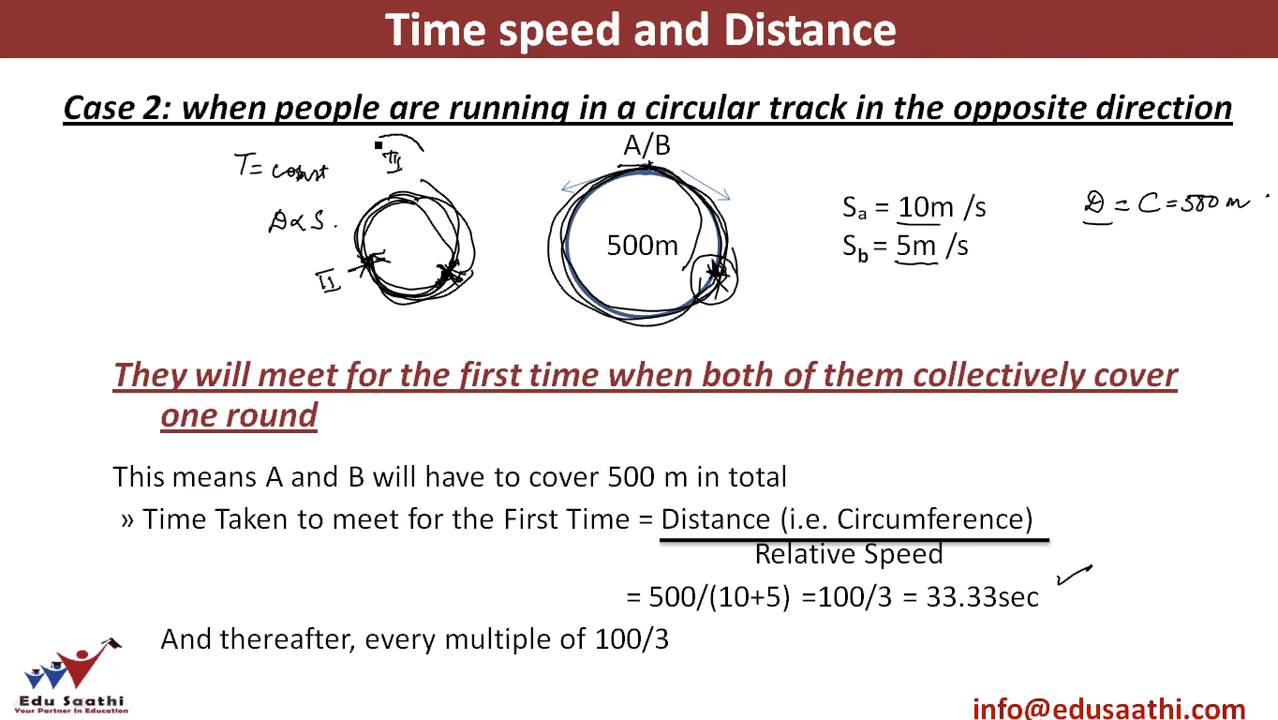 Time speed and Distance
Case 2: when people are running in a circular track in the opposite direction
T = const
III
A/B
D ∝ S.
500m
Sa = 10m /s
D = C = 500 m
Sb = 5m /s
II
They will meet for the first time when both of them collectively cover
one round
This means A and B will have to cover 500 m in total
» Time Taken to meet for the First Time = Distance (i.e. Circumference)
Relative Speed
= 500/(10+5) =100/3 = 33.33sec
And thereafter, every multiple of 100/3
Edu Saathi
Your Partner in Education
info@edusaathi.com